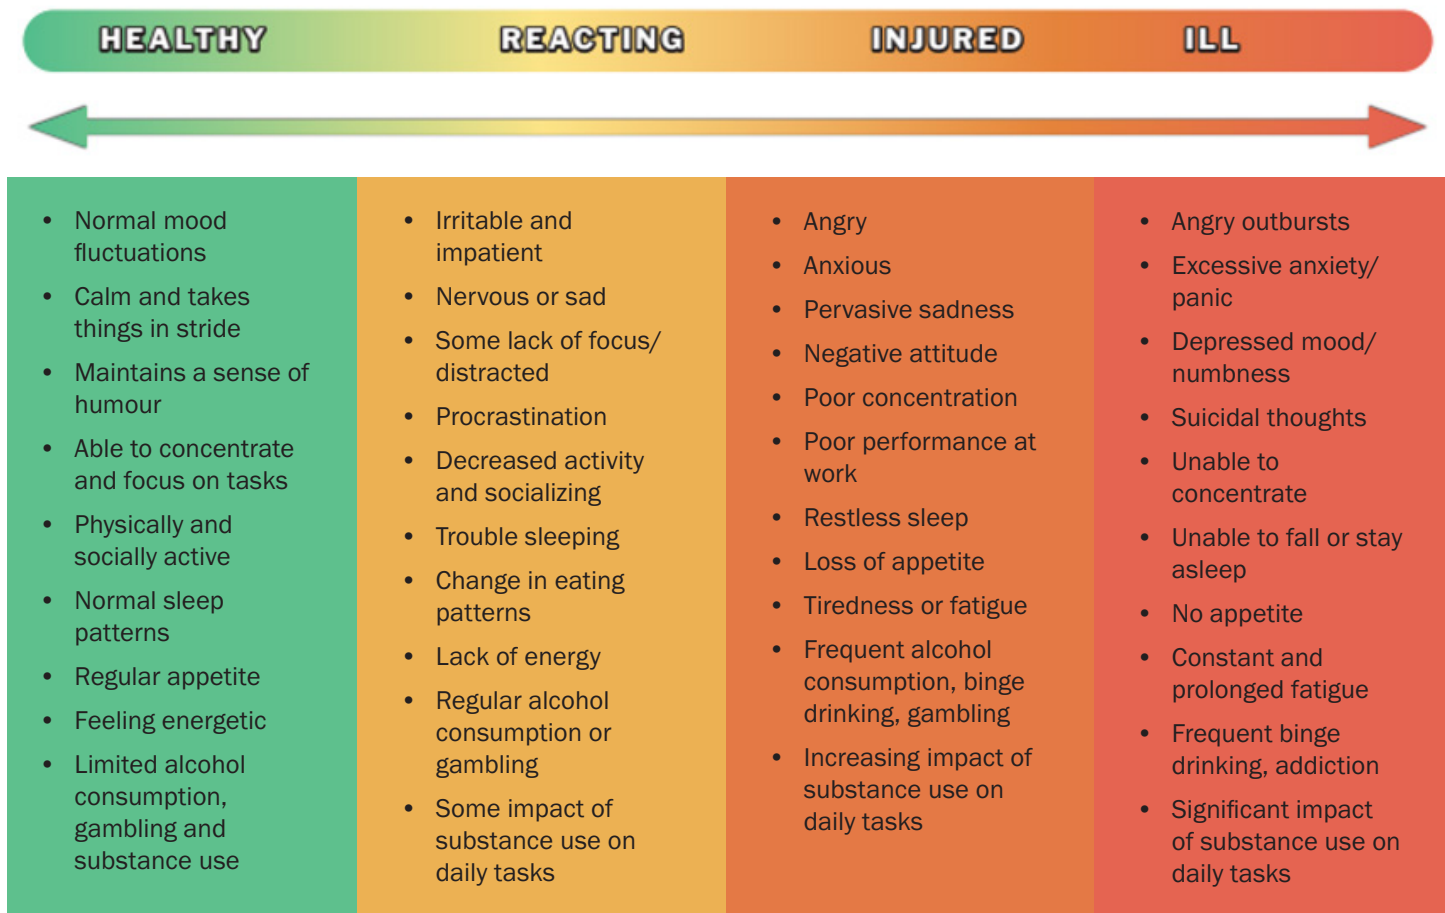 HEALTHY
REACTING
INJURED
ILL
• Normal mood
fluctuations
• Calm and takes
things in stride
• Maintains a sense of
humour
• Able to concentrate
and focus on tasks
• Physically and
socially active
• Normal sleep
patterns
• Regular appetite
• Feeling energetic
• Limited alcohol
consumption,
gambling and
substance use
• Irritable and
impatient
• Nervous or sad
• Some lack of focus/
distracted
• Procrastination
• Decreased activity
and socializing
• Trouble sleeping
• Change in eating
patterns
• Lack of energy
• Regular alcohol
consumption or
gambling
• Some impact of
substance use on
daily tasks
• Angry
• Anxious
• Pervasive sadness
• Negative attitude
• Poor concentration
• Poor performance at
work
• Restless sleep
• Loss of appetite
• Tiredness or fatigue
• Frequent alcohol
consumption, binge
drinking, gambling
• Increasing impact of
substance use on
daily tasks
• Angry outbursts
• Excessive anxiety/
panic
• Depressed mood/
numbness
• Suicidal thoughts
• Unable to
concentrate
• Unable to fall or stay
asleep
• No appetite
• Constant and
prolonged fatigue
• Frequent binge
drinking, addiction
• Significant impact
of substance use on
daily tasks